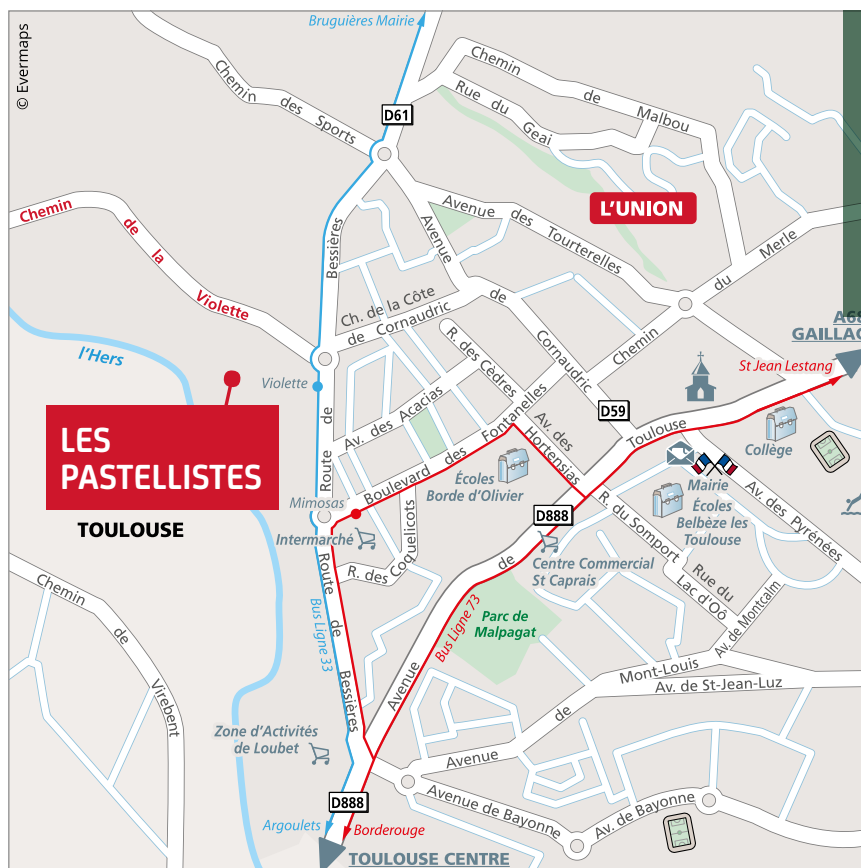 © Evermaps
Bruguières Mairie
Chemin des Sports
D61
Chemin de Malbou
Rue du Geai
L'UNION
Avenue des Tourterelles
Chemin du Merle
Chemin de la Violette
Route de Bessières
Avenue de Cornaudric
Ch. de la Côte
de Cornaudric
R. des Cèdres
A68
GAILLAC
St Jean Lestang
l'Hers
Violette
D59
Av. des Acacias
Boulevard des Fontanelles
Av. des Hortensias
Toulouse
Collège
LES
PASTELLISTES
TOULOUSE
Mimosas
Écoles
Borde d'Olivier
Mairie
Écoles
Belbèze les
Toulouse
Av. des Pyrénées
D888
Intermarché
R. des Coquelicots
Centre Commercial
St Caprais
R. du Somport
Rue du
Lac d'Oô
Av. de Montcalm
Chemin de Virebent
Route de Bessières
Bus Ligne 33
Bus Ligne 73
Avenue de
Parc de
Malpagat
Avenue de Mont-Louis
Av. de St-Jean-Luz
Zone d'Activités
de Loubet
D888
Avenue de Bayonne
Av. de Bayonne
Argoulets
Borderouge
TOULOUSE CENTRE